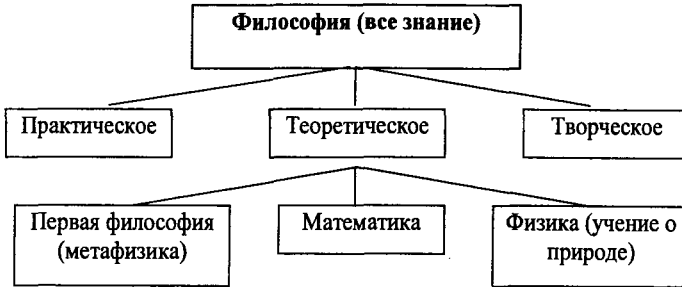 Философия (все знание)
Практическое
Теоретическое
Творческое
Первая философия
(метафизика)
Математика
Физика (учение о
природе)